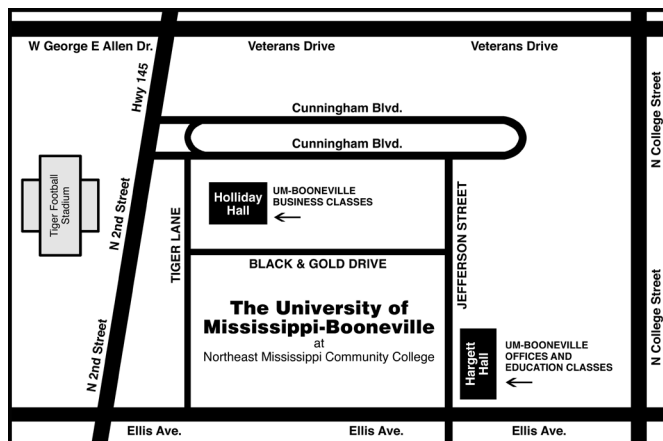 W George E Allen Dr.
Veterans Drive
Veterans Drive
Hwy 145
N College Street
Cunningham Blvd.
Cunningham Blvd.
Tiger Football
Stadium
N 2nd Street
TIGER LANE
Holliday
Hall
UM-BOONEVILLE
BUSINESS CLASSES
JEFFERSON STREET
BLACK & GOLD DRIVE
The University of
Mississippi-Booneville
at
Northeast Mississippi Community College
N 2nd Street
Hargett
Hall
UM-BOONEVILLE
OFFICES AND
EDUCATION CLASSES
N College Street
Ellis Ave.
Ellis Ave.
Ellis Ave.